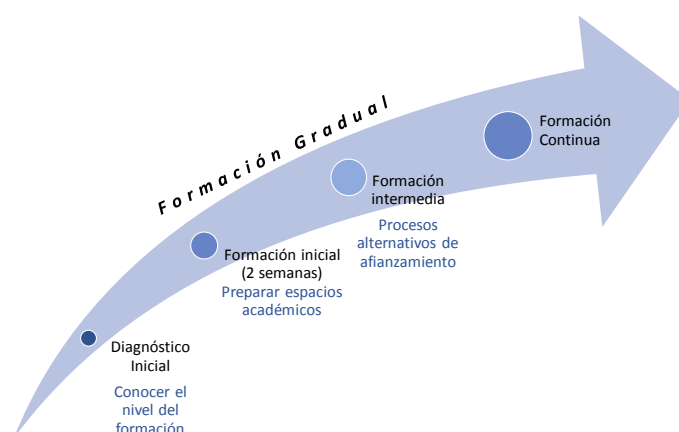 Formación Gradual
Formación
Continua
Formación
intermedia
Procesos
alternativos de
afianzamiento
Formación inicial
(2 semanas)
Preparar espacios
académicos
Diagnóstico
Inicial
Conocer el
nivel del
formación